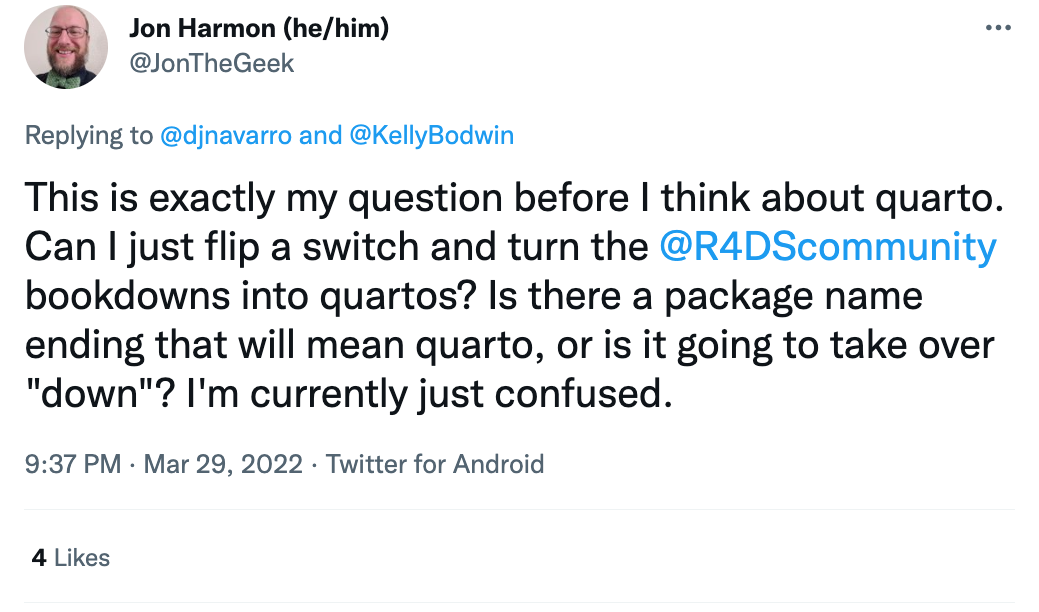 Jon Harmon (he/him)
@JonTheGeek
Replying to @djnavarro and @KellyBodwin
This is exactly my question before I think about quarto.
Can I just flip a switch and turn the @R4DScommunity
bookdowns into quartos? Is there a package name
ending that will mean quarto, or is it going to take over
"down"? I'm currently just confused.
9:37 PM · Mar 29, 2022 · Twitter for Android
4 Likes